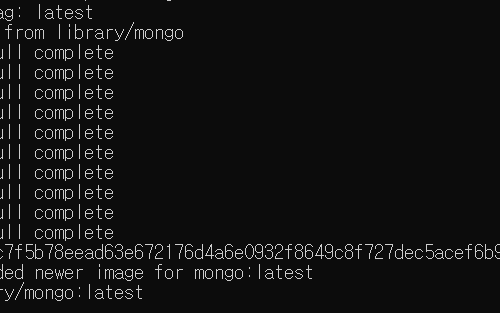 ag: latest
from library/mongo
ull complete
ull complete
ull complete
ull complete
ull complete
ull complete
ull complete
ull complete
ull complete
ull complete
c7f5b78eead63e672176d4a6e0932f8649c8f727dec5acef6b9
ded newer image for mongo:latest
ry/mongo:latest